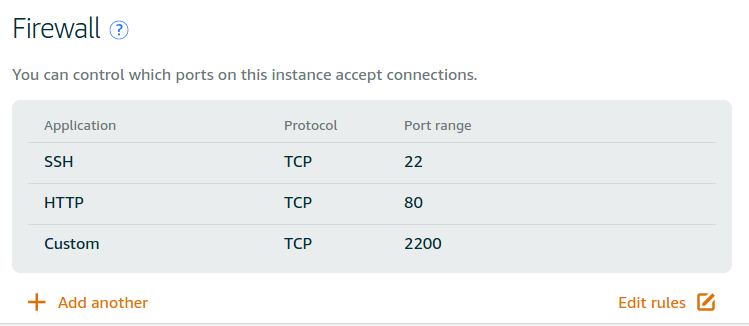 Firewall ?
You can control which ports on this instance accept connections.
Application Protocol Port range
SSH TCP 22
HTTP TCP 80
Custom TCP 2200
+ Add another Edit rules